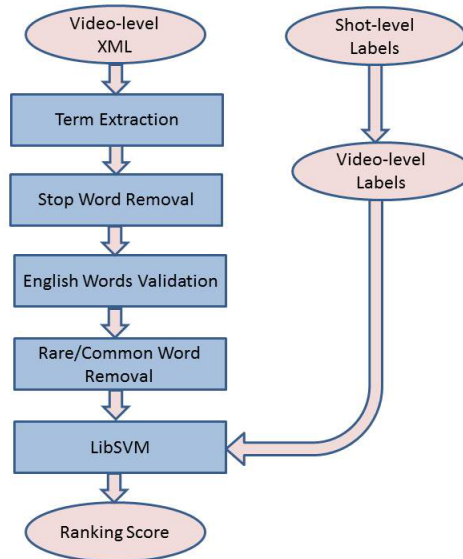 Video-level
XML
Shot-level
Labels
Term Extraction
Video-level
Labels
Stop Word Removal
English Words Validation
Rare/Common Word
Removal
LibSVM
Ranking Score